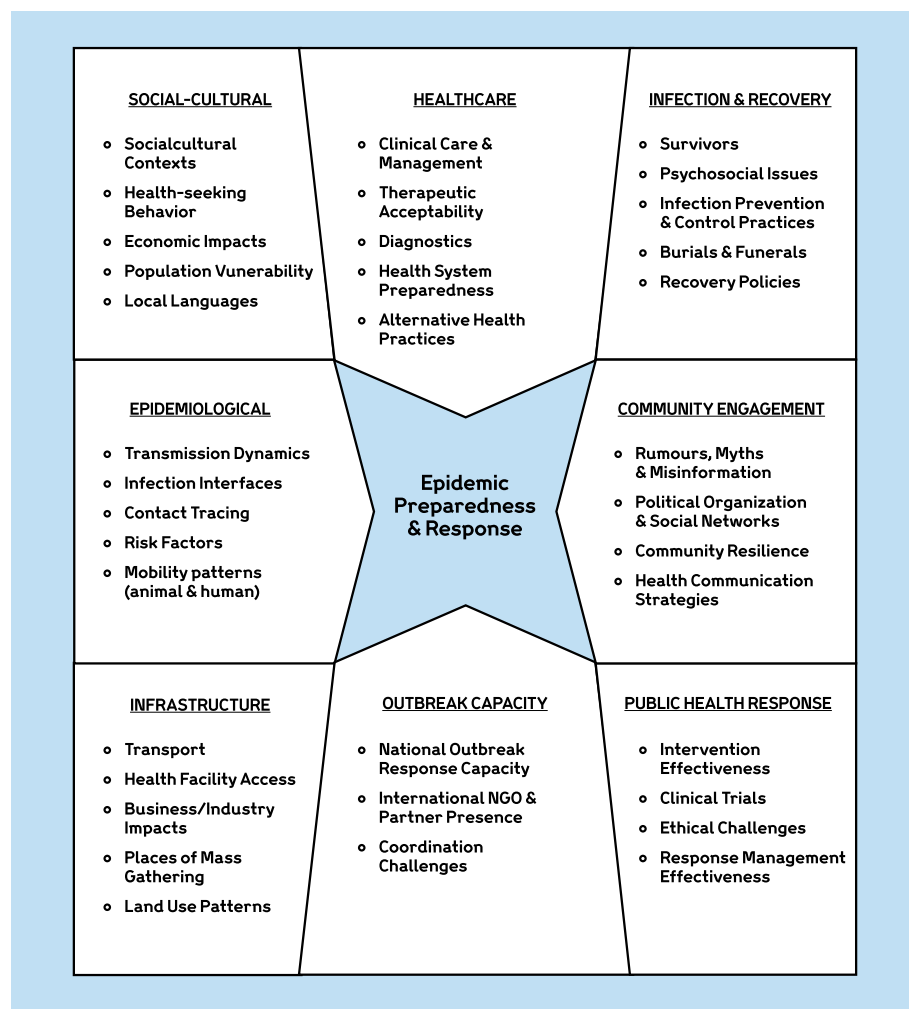 SOCIAL-CULTURAL
Socialcultural
Contexts
Health-seeking
Behavior
Economic Impacts
Population Vunerability
Local Languages
HEALTHCARE
Clinical Care &
Management
Therapeutic
Acceptability
Diagnostics
Health System
Preparedness
Alternative Health
Practices
INFECTION & RECOVERY
Survivors
Psychosocial Issues
Infection Prevention
& Control Practices
Burials & Funerals
Recovery Policies
EPIDEMIOLOGICAL
Transmission Dynamics
Infection Interfaces
Contact Tracing
Risk Factors
Mobility patterns
(animal & human)
Epidemic
Preparedness
& Response
COMMUNITY ENGAGEMENT
Rumours, Myths
& Misinformation
Political Organization
& Social Networks
Community Resilience
Health Communication
Strategies
INFRASTRUCTURE
Transport
Health Facility Access
Business/Industry
Impacts
Places of Mass
Gathering
Land Use Patterns
OUTBREAK CAPACITY
National Outbreak
Response Capacity
International NGO &
Partner Presence
Coordination
Challenges
PUBLIC HEALTH RESPONSE
Intervention
Effectiveness
Clinical Trials
Ethical Challenges
Response Management
Effectiveness